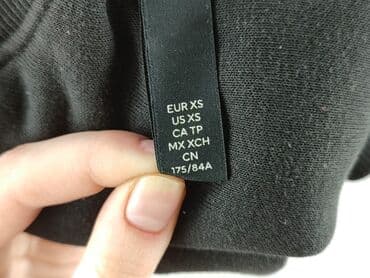 EUR XS
US XS
CA TP
MX XCH
CN
175/84A